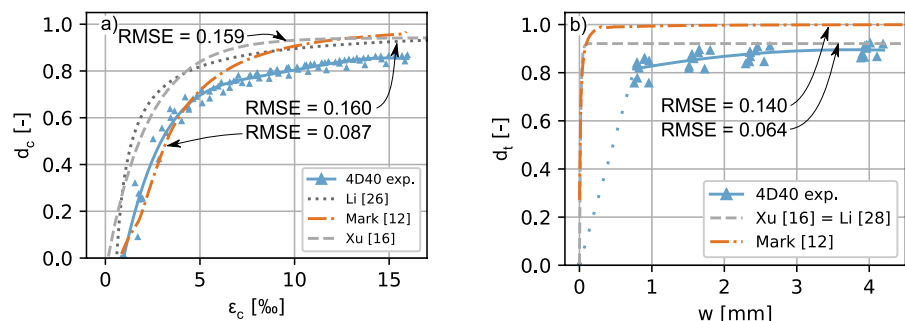 a)
RMSE = 0.159
RMSE = 0.160
RMSE = 0.087
1.0
0.8
0.6
0.4
0.2
0.0
d_c [-]
4D40 exp.
Li [26]
Mark [12]
Xu [16]
0
5
10
15
ε_c [‰]
b)
RMSE = 0.140
RMSE = 0.064
1.0
0.8
0.6
0.4
0.2
0.0
d_t [-]
4D40 exp.
Xu [16] = Li [28]
Mark [12]
0
1
2
3
4
w [mm]